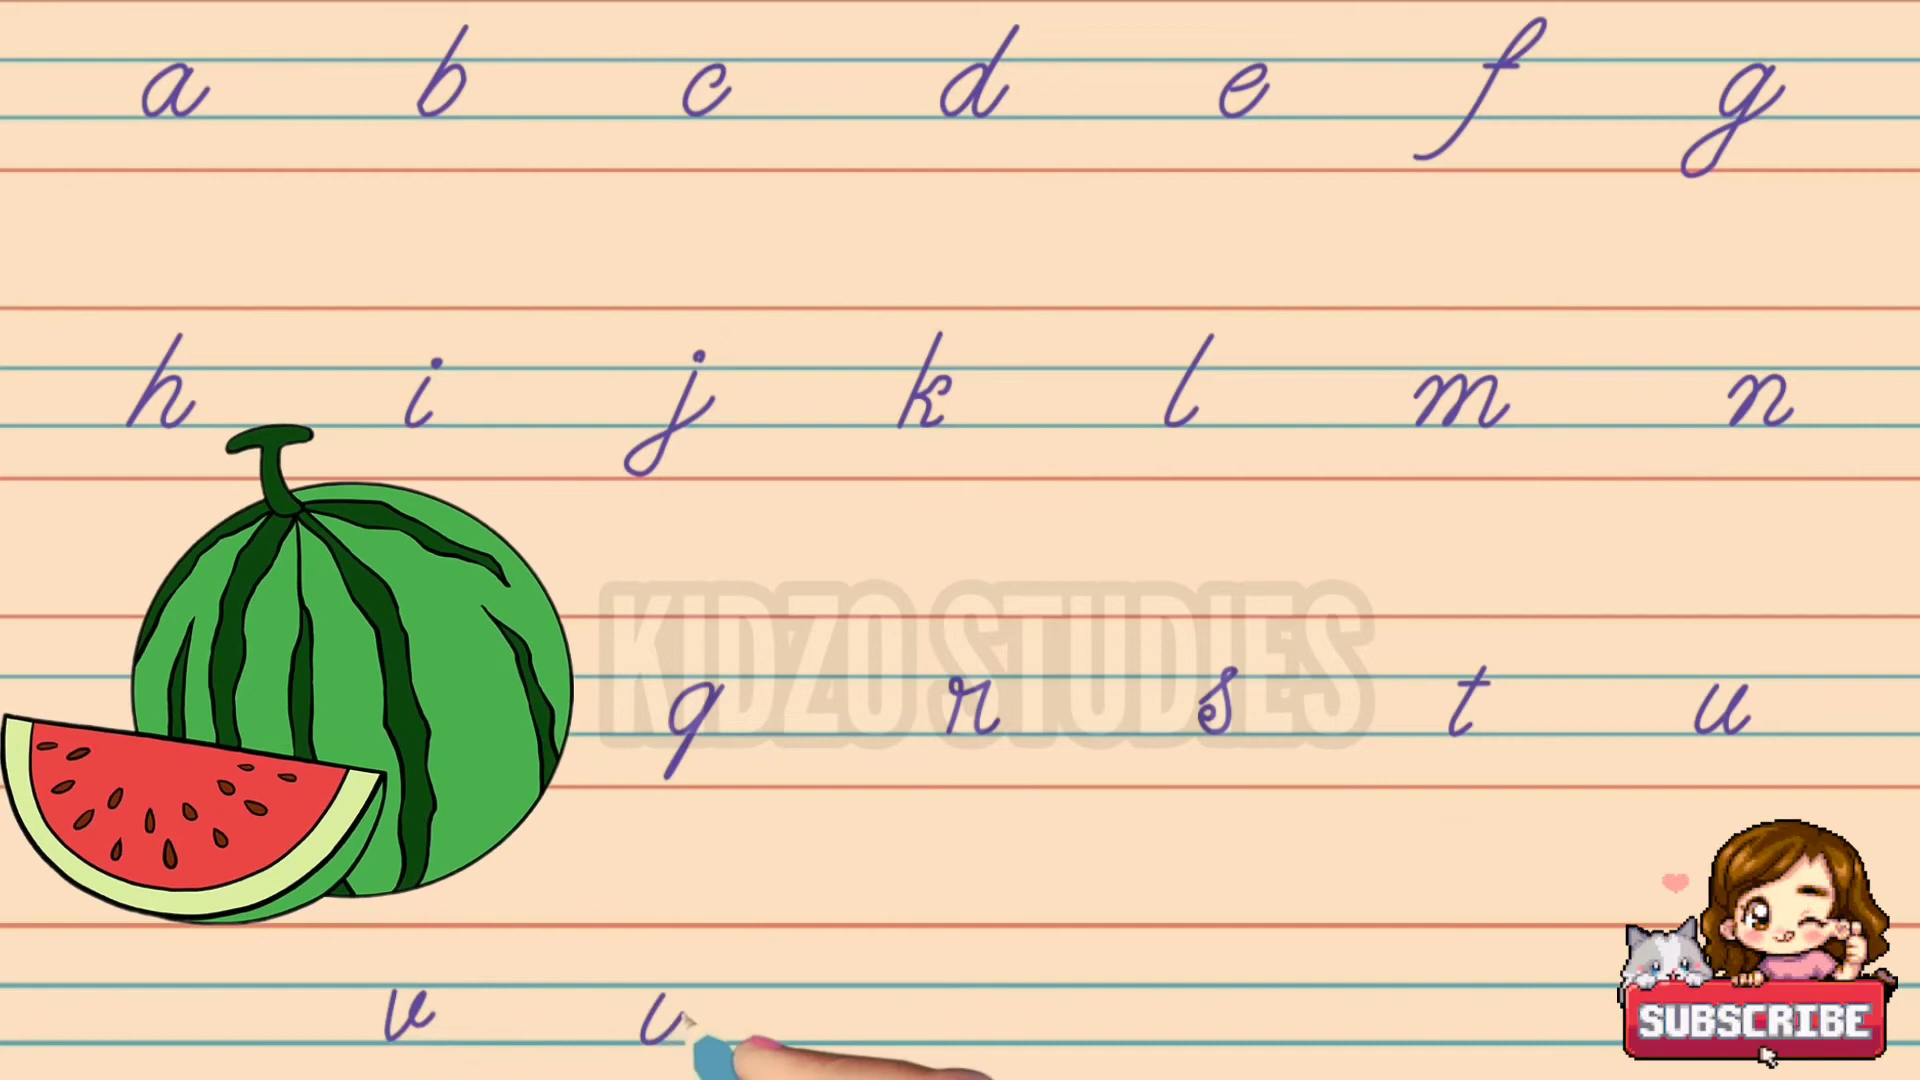 a b c d e f g
h i j k l m n
KIDZO STUDIES
q r s t u
v
SUBSCRIBE